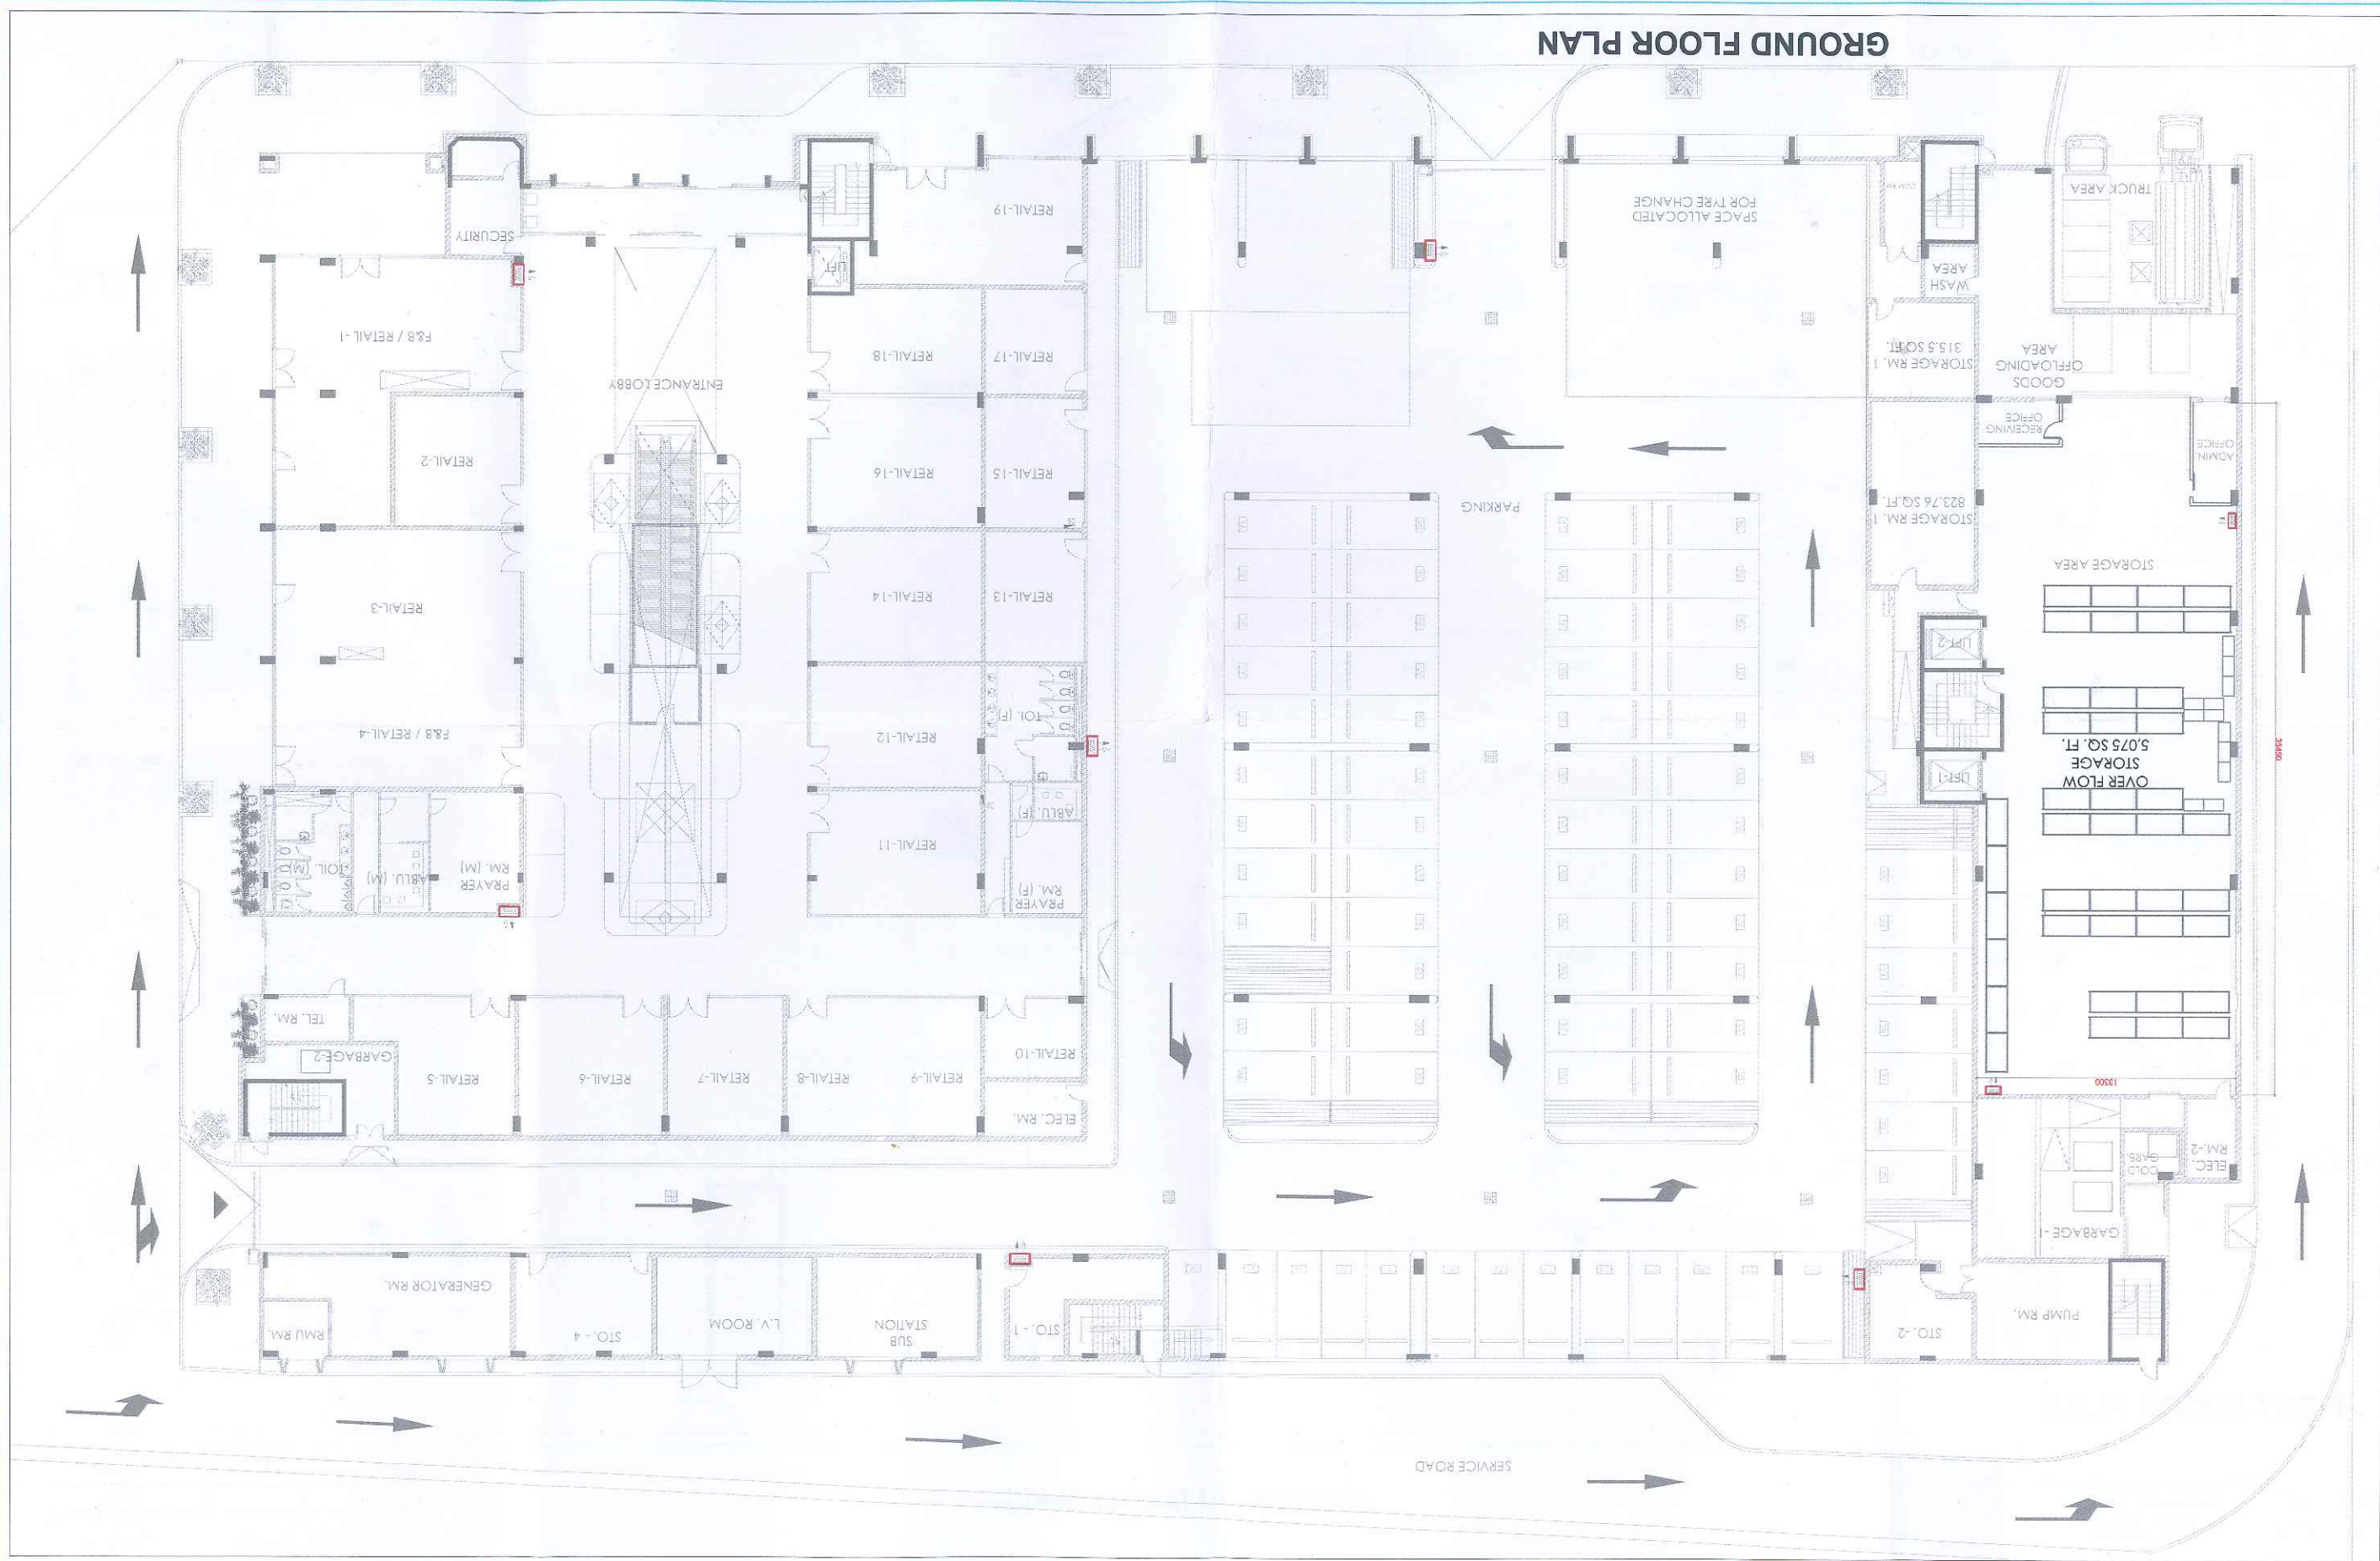 SERVICE ROAD
PUMP RM.
STO.-2
STO. - 1
SUB
STATION
L.V. ROOM
STO. - 4
GENERATOR RM.
RMU RM.
GARBAGE -1
ELEC.
RM.-2
COLD
GARB.
13300
35450
ELEC. RM.
RETAIL-10
RETAIL-9
RETAIL-8
RETAIL-7
RETAIL-6
RETAIL-5
GARBAGE-2
TEL. RM.
PRAYER
RM. (F)
ABLU. (F)
TOI. (F)
RETAIL-11
RETAIL-12
PRAYER
RM. (M)
ABLU. (M)
TOIL. (M)
OVER FLOW
STORAGE
5,075 SQ. FT.
LIFT-1
LIFT-2
F&B / RETAIL-4
RETAIL-3
RETAIL-13
RETAIL-14
STORAGE AREA
STORAGE RM. 1
823.76 SQ.FT.
PARKING
RETAIL-15
RETAIL-16
RETAIL-2
ADMIN.
OFFICE
RECEIVING
OFFICE
GOODS
OFFLOADING
AREA
STORAGE RM. 1
315.5 SQ.FT.
ENTRANCE LOBBY
RETAIL-17
RETAIL-18
F&B / RETAIL-1
WASH
AREA
LIFT
SECURITY
TRUCK AREA
SPACE ALLOCATED
FOR TYRE CHANGE
RETAIL-19
GROUND FLOOR PLAN